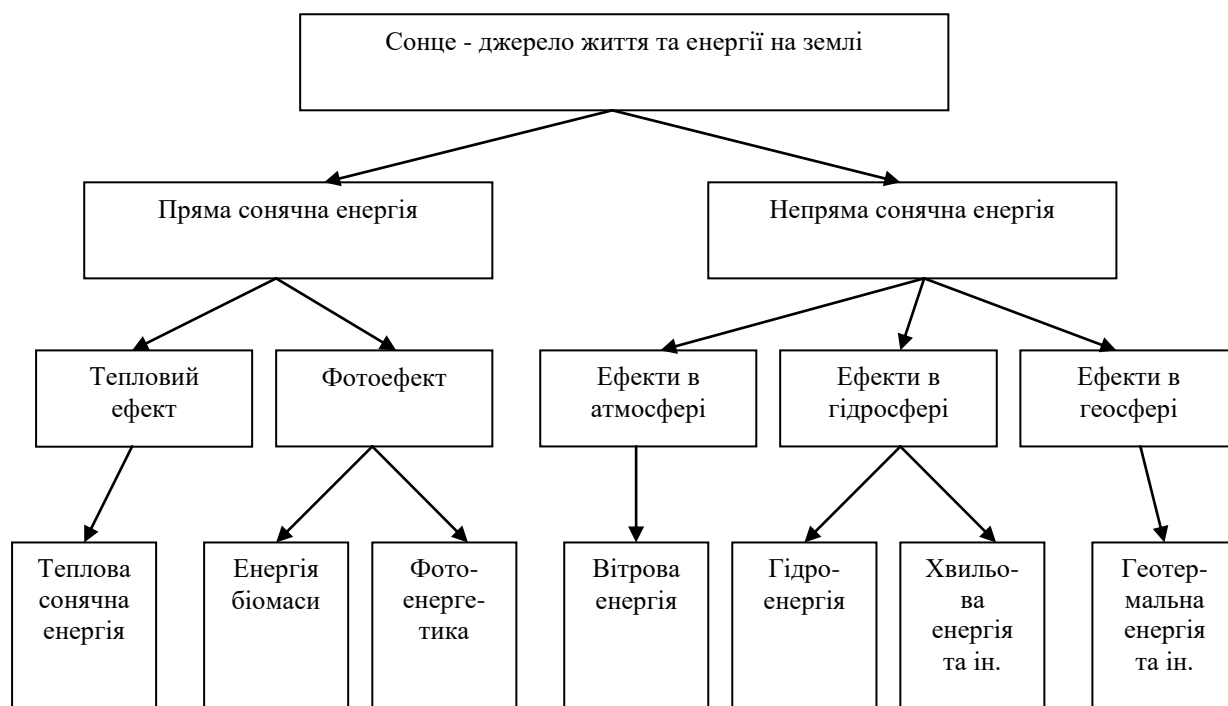 Сонце - джерело життя та енергії на землі
Пряма сонячна енергія
Непряма сонячна енергія
Тепловий
ефект
Фотоефект
Ефекти в
атмосфері
Ефекти в
гідросфері
Ефекти в
геосфері
Теплова
сонячна
енергія
Енергія
біомаси
Фото-
енерге-
тика
Вітрова
енергія
Гідро-
енергія
Хвильо-
ва
енергія
та ін.
Геотер-
мальна
енергія
та ін.